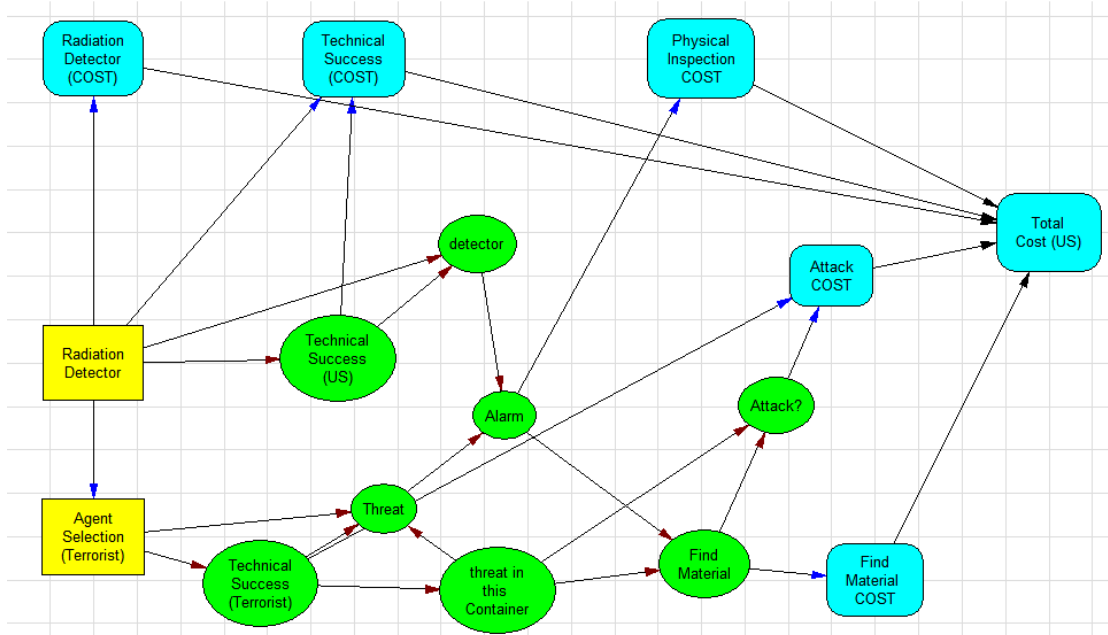 Radiation
Detector
(COST)
Technical
Success
(COST)
Physical
Inspection
COST
Total
Cost (US)
detector
Attack
COST
Radiation
Detector
Technical
Success
(US)
Alarm
Attack?
Agent
Selection
(Terrorist)
Threat
Technical
Success
(Terrorist)
threat in
this
Container
Find
Material
Find
Material
COST